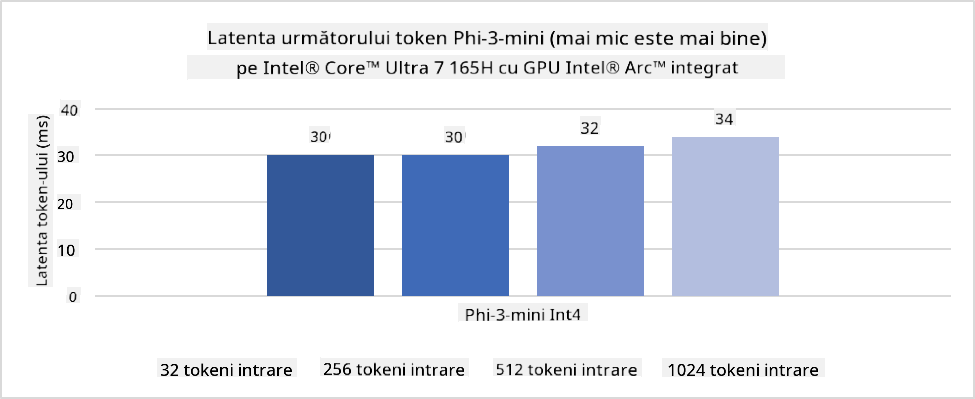 Latenta următorului token Phi-3-mini (mai mic este mai bine)
pe Intel® Core™ Ultra 7 165H cu GPU Intel® Arc™ integrat
Latenta token-ului (ms)
40
30
20
10
0
30
30
32
34
Phi-3-mini Int4
32 tokeni intrare
256 tokeni intrare
512 tokeni intrare
1024 tokeni intrare